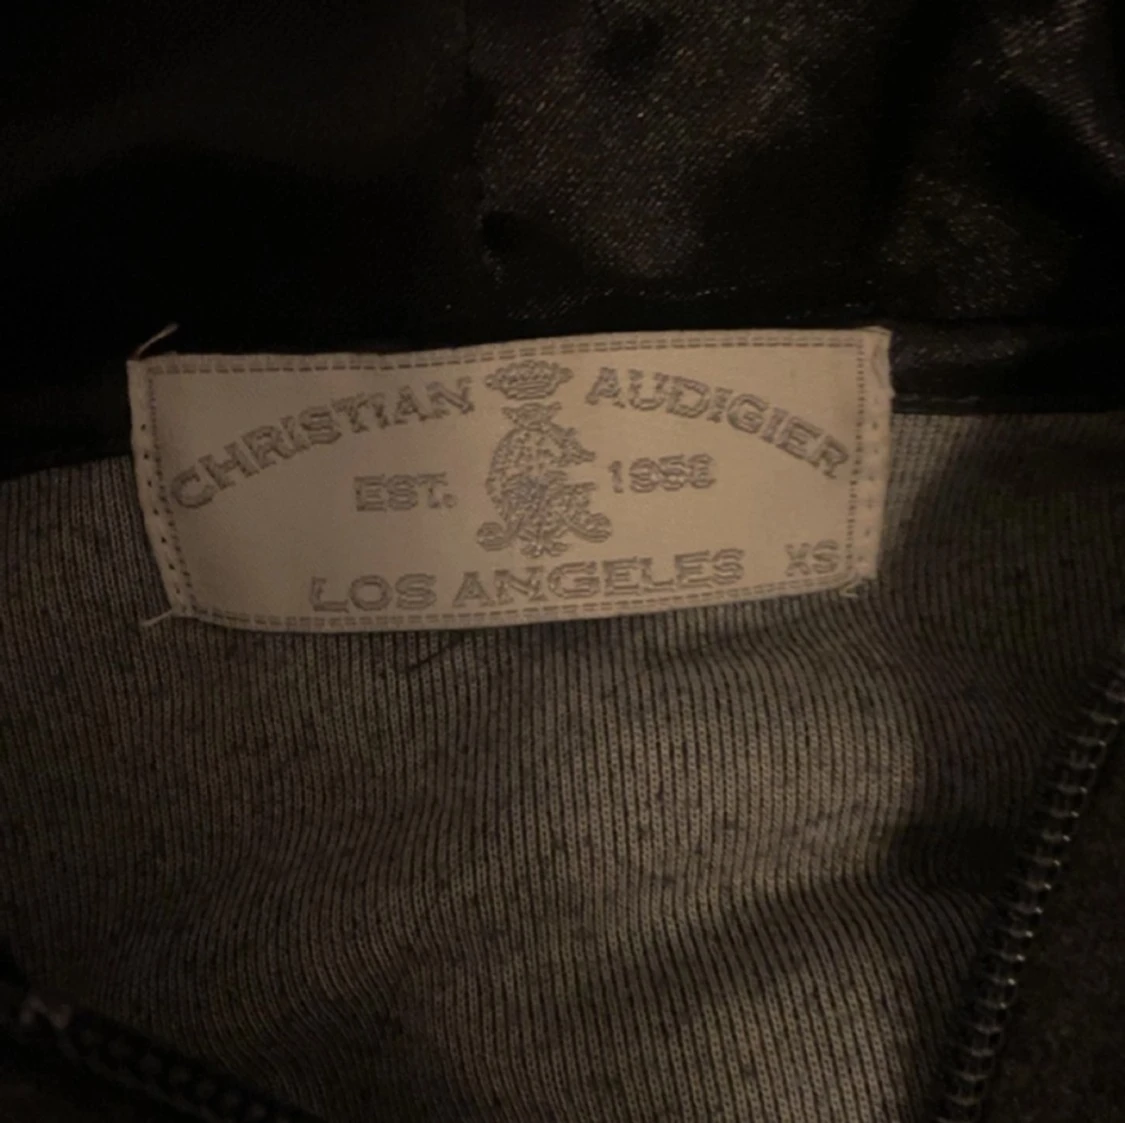 CHRISTIAN AUDIGIER
EST. 1958
LOS ANGELES XS